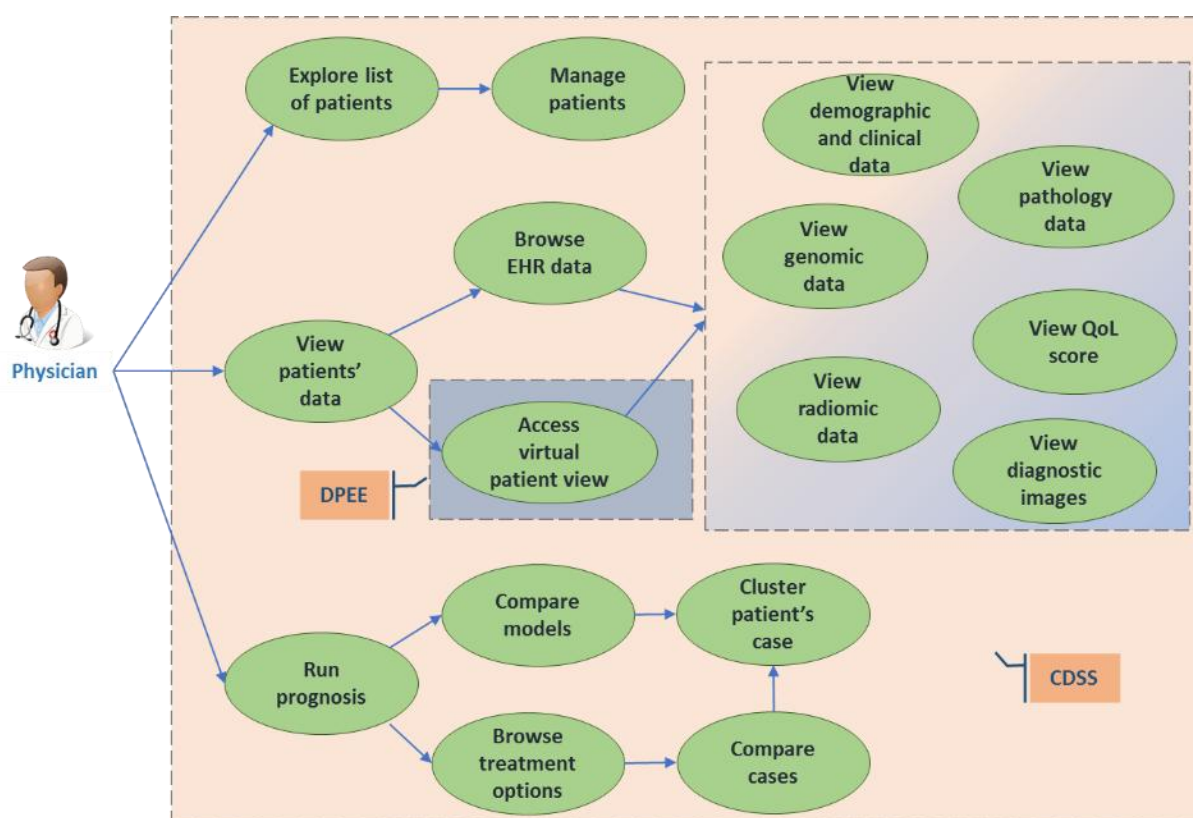 Explore list
of patients
Manage
patients
View
demographic
and clinical
data
View
pathology
data
Browse
EHR data
View
genomic
data
Physician
View
patients'
data
View QoL
score
View
radiomic
data
Access
virtual
patient view
View
diagnostic
images
DPEE
Compare
models
Cluster
patient's
case
Run
prognosis
CDSS
Browse
treatment
options
Compare
cases